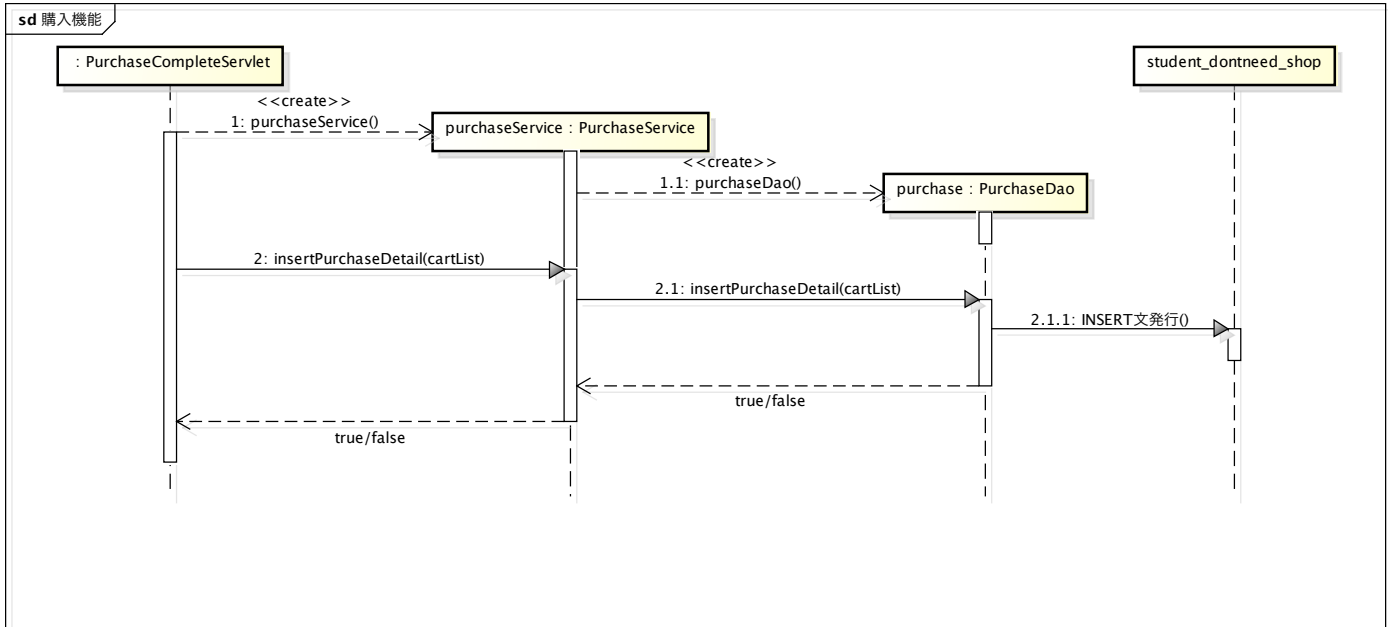 sd 購入機能
: PurchaseCompleteServlet
student_dontneed_shop
<<create>>
1: purchaseService()
purchaseService : PurchaseService
<<create>>
1.1: purchaseDao()
purchase : PurchaseDao
2: insertPurchaseDetail(cartList)
2.1: insertPurchaseDetail(cartList)
2.1.1: INSERT文発行()
true/false
true/false